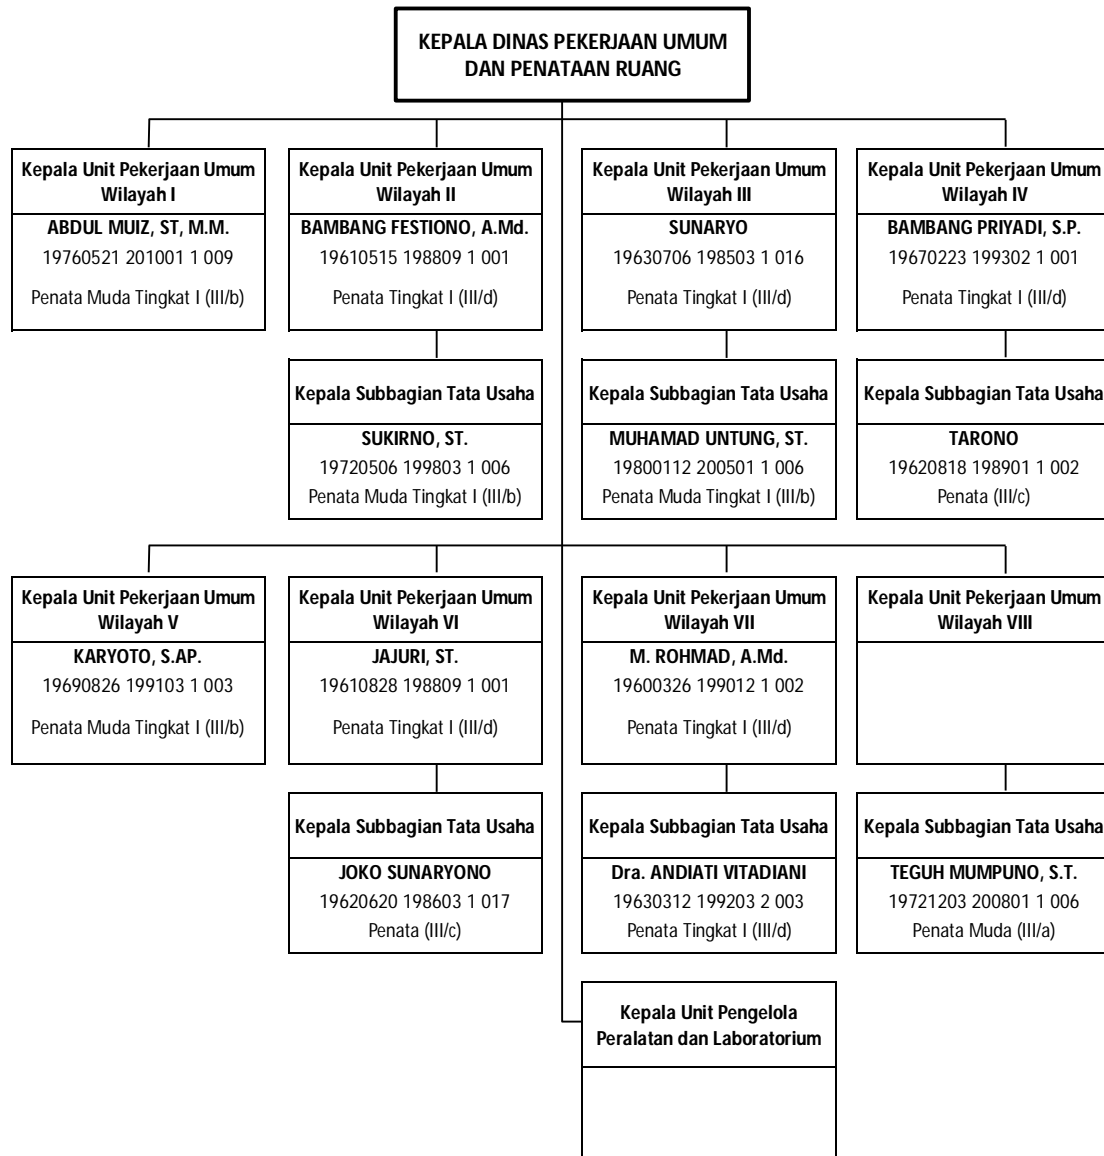 KEPALA DINAS PEKERJAAN UMUM
DAN PENATAAN RUANG
Kepala Unit Pekerjaan Umum
Wilayah I
ABDUL MUIZ, ST, M.M.
19760521 201001 1 009
Penata Muda Tingkat I (III/b)
Kepala Unit Pekerjaan Umum
Wilayah II
BAMBANG FESTIONO, A.Md.
19610515 198809 1 001
Penata Tingkat I (III/d)
Kepala Unit Pekerjaan Umum
Wilayah III
SUNARYO
19630706 198503 1 016
Penata Tingkat I (III/d)
Kepala Unit Pekerjaan Umum
Wilayah IV
BAMBANG PRIYADI, S.P.
19670223 199302 1 001
Penata Tingkat I (III/d)
Kepala Subbagian Tata Usaha
SUKIRNO, ST.
19720506 199803 1 006
Penata Muda Tingkat I (III/b)
Kepala Subbagian Tata Usaha
MUHAMAD UNTUNG, ST.
19800112 200501 1 006
Penata Muda Tingkat I (III/b)
Kepala Subbagian Tata Usaha
TARONO
19620818 198901 1 002
Penata (III/c)
Kepala Unit Pekerjaan Umum
Wilayah V
KARYOTO, S.AP.
19690826 199103 1 003
Penata Muda Tingkat I (III/b)
Kepala Unit Pekerjaan Umum
Wilayah VI
JAJURI, ST.
19610828 198809 1 001
Penata Tingkat I (III/d)
Kepala Unit Pekerjaan Umum
Wilayah VII
M. ROHMAD, A.Md.
19600326 199012 1 002
Penata Tingkat I (III/d)
Kepala Unit Pekerjaan Umum
Wilayah VIII
Kepala Subbagian Tata Usaha
JOKO SUNARYONO
19620620 198603 1 017
Penata (III/c)
Kepala Subbagian Tata Usaha
Dra. ANDIATI VITADIANI
19630312 199203 2 003
Penata Tingkat I (III/d)
Kepala Subbagian Tata Usaha
TEGUH MUMPUNO, S.T.
19721203 200801 1 006
Penata Muda (III/a)
Kepala Unit Pengelola
Peralatan dan Laboratorium